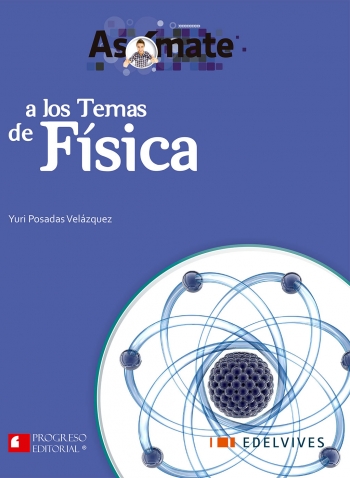 Asómate
a los Temas
de Física
Yuri Posadas Velázquez
PROGRESO
EDITORIAL ®
EDELVIVES